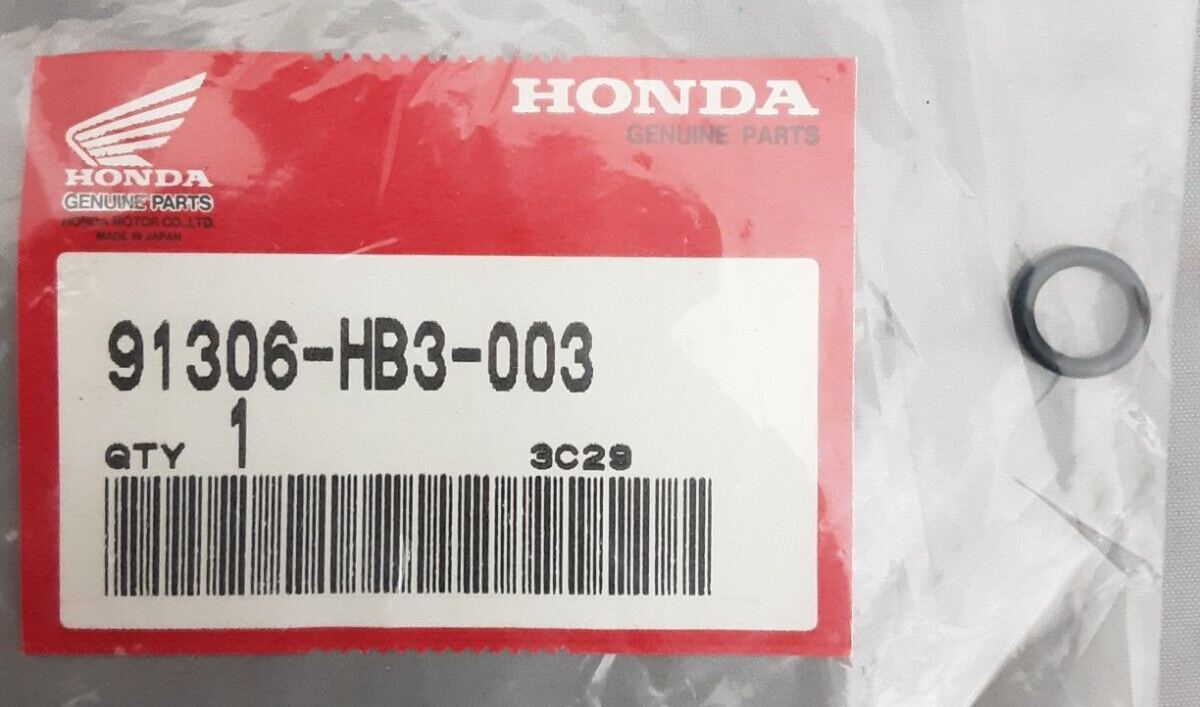 HONDA
GENUINE PARTS
HONDA
GENUINE PARTS
HONDA MOTOR CO.,LTD.
MADE IN JAPAN
91306-HB3-003
QTY 1 3C29